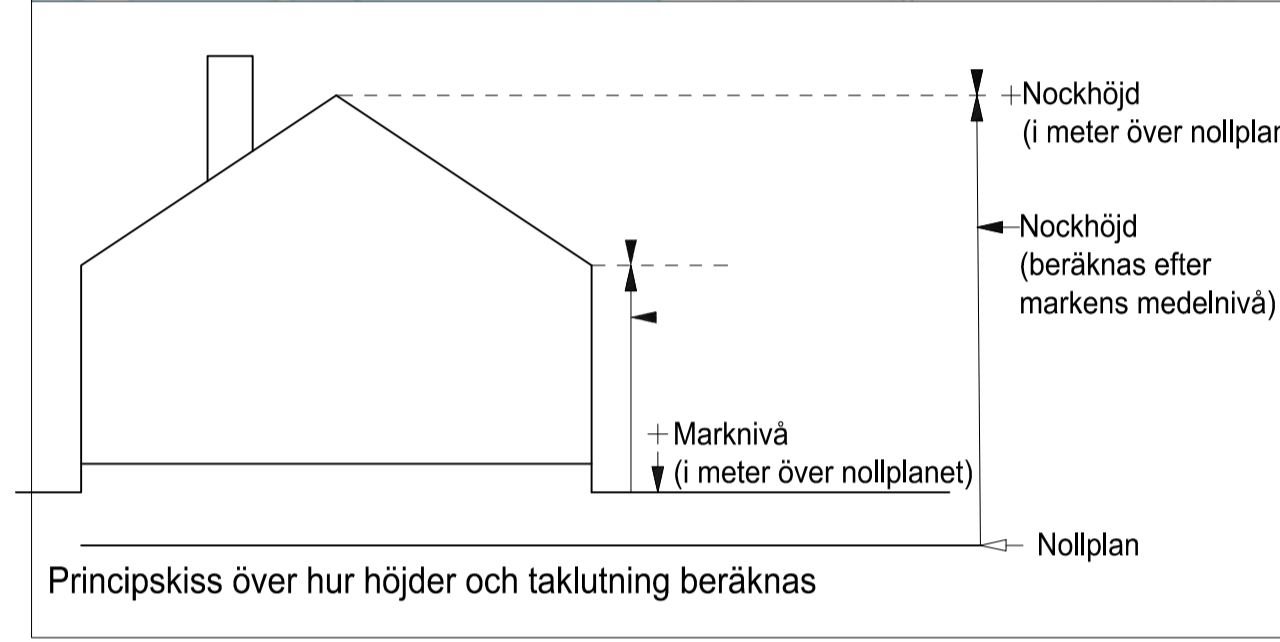 +Nockhöjd
(i meter över nollplan
Nockhöjd
(beräknas efter
markens medelnivå)
+ Marknivå
(i meter över nollplanet)
Nollplan
Principskiss över hur höjder och taklutning beräknas